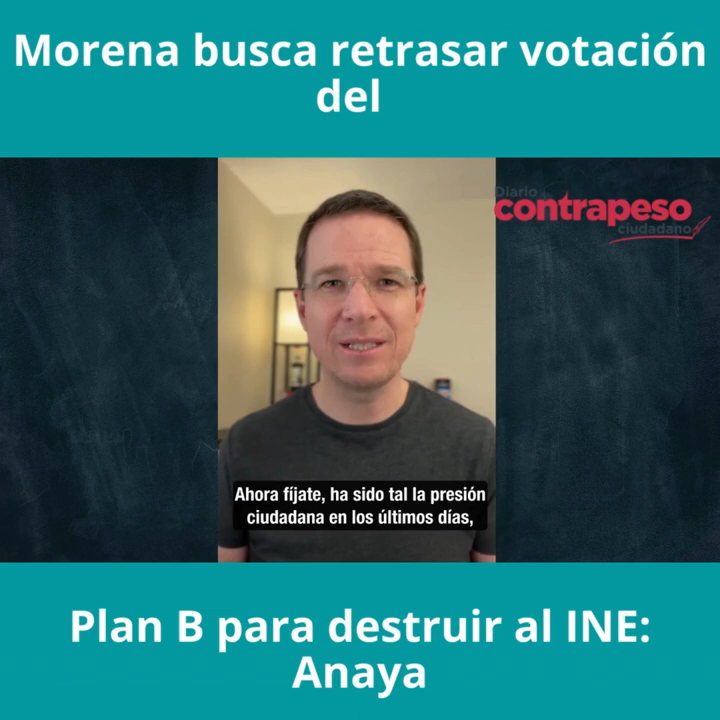 Morena busca retrasar votación
del
Diario
contrapeso
ciudadano
Ahora fíjate, ha sido tal la presión
ciudadana en los últimos días,
Plan B para destruir al INE:
Anaya